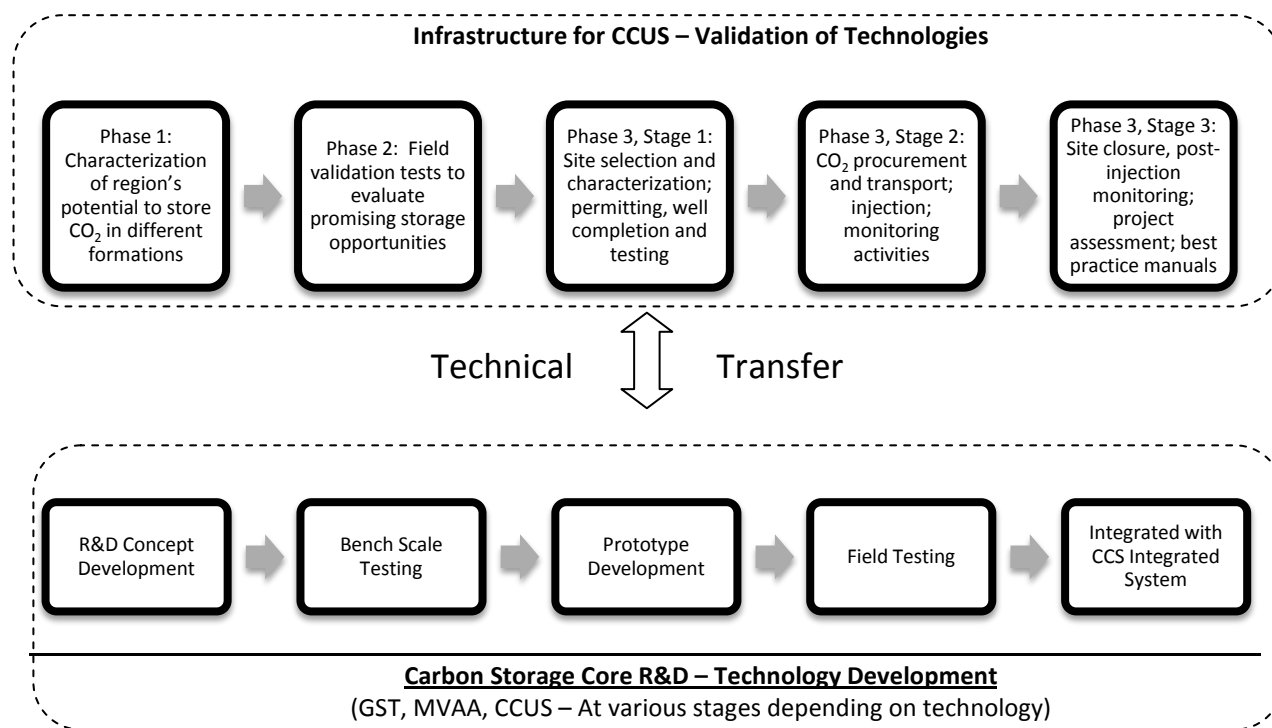 Infrastructure for CCUS – Validation of Technologies
Phase 1:
Characterization
of region's
potential to store
CO2 in different
formations
Phase 2: Field
validation tests to
evaluate
promising storage
opportunities
Phase 3, Stage 1:
Site selection and
characterization;
permitting, well
completion and
testing
Phase 3, Stage 2:
CO2 procurement
and transport;
injection;
monitoring
activities
Phase 3, Stage 3:
Site closure, post-
injection
monitoring;
project
assessment; best
practice manuals
Technical Transfer
R&D Concept
Development
Bench Scale
Testing
Prototype
Development
Field Testing
Integrated with
CCS Integrated
System
Carbon Storage Core R&D – Technology Development
(GST, MVAA, CCUS – At various stages depending on technology)